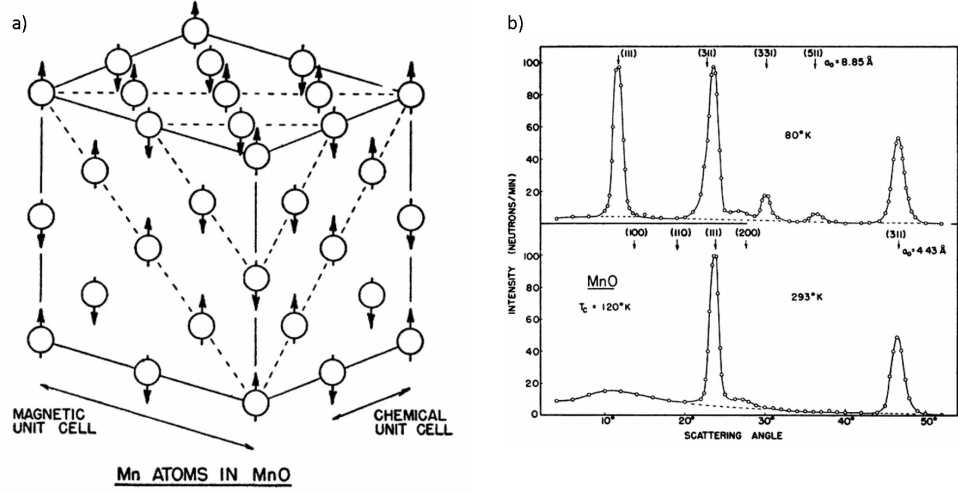 a)
MAGNETIC
UNIT CELL
CHEMICAL
UNIT CELL
Mn ATOMS IN MnO
b)
INTENSITY (NEUTRONS/MIN)
100
80
60
40
20
(111)
(311)
(331)
(511)
a₀=8.85Å
80°K
(100)
(110)
(111)
(200)
(311)
a₀=4.43Å
100
80
60
40
20
0
MnO
T_C = 120°K
293°K
10°
20°
30°
40°
50°
SCATTERING ANGLE